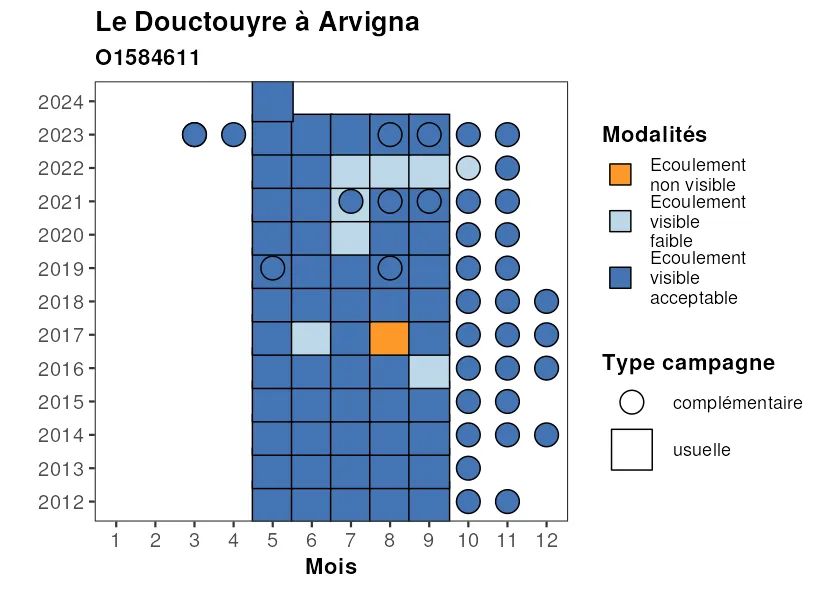 Le Douctouyre à Arvigna
O1584611
2024
2023
2022
2021
2020
2019
2018
2017
2016
2015
2014
2013
2012
1 2 3 4 5 6 7 8 9 10 11 12
Mois
Modalités
Ecoulement
non visible
Ecoulement
visible
faible
Ecoulement
visible
acceptable
Type campagne
complémentaire
usuelle